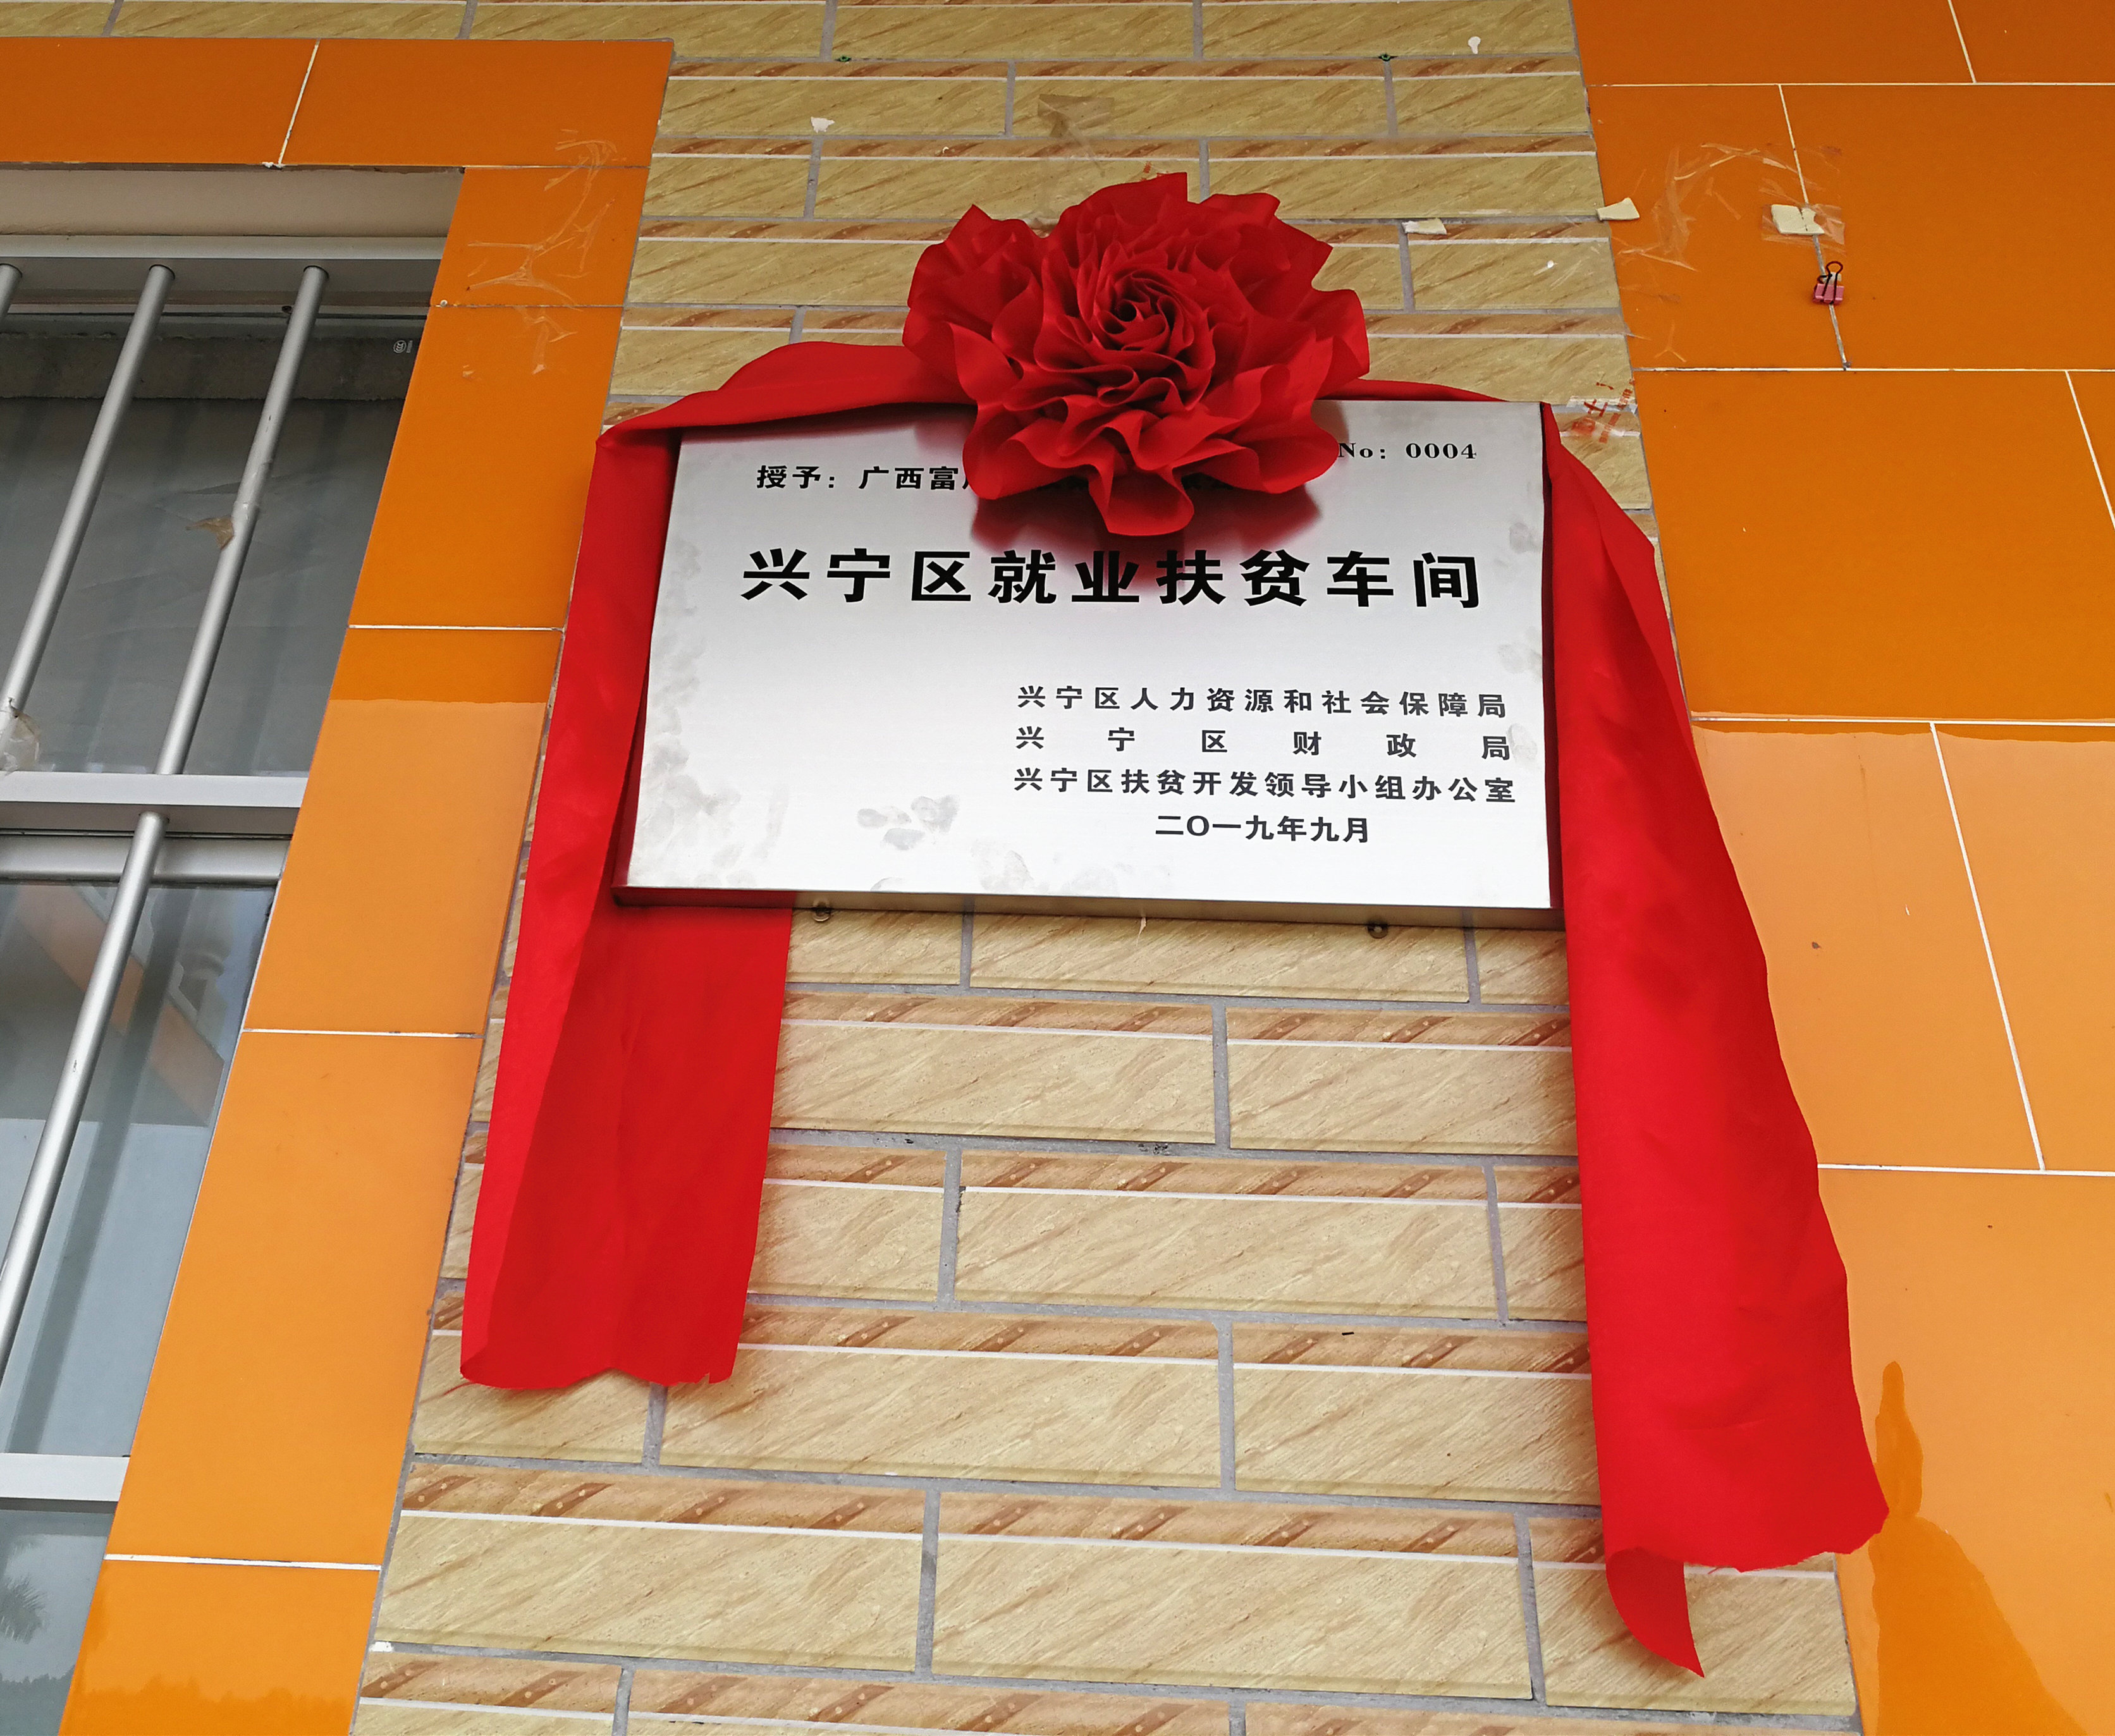 No: 0004
授予：广西富
兴宁区就业扶贫车间
兴宁区人力资源和社会保障局
兴宁区财政局
兴宁区扶贫开发领导小组办公室
二〇一九年九月